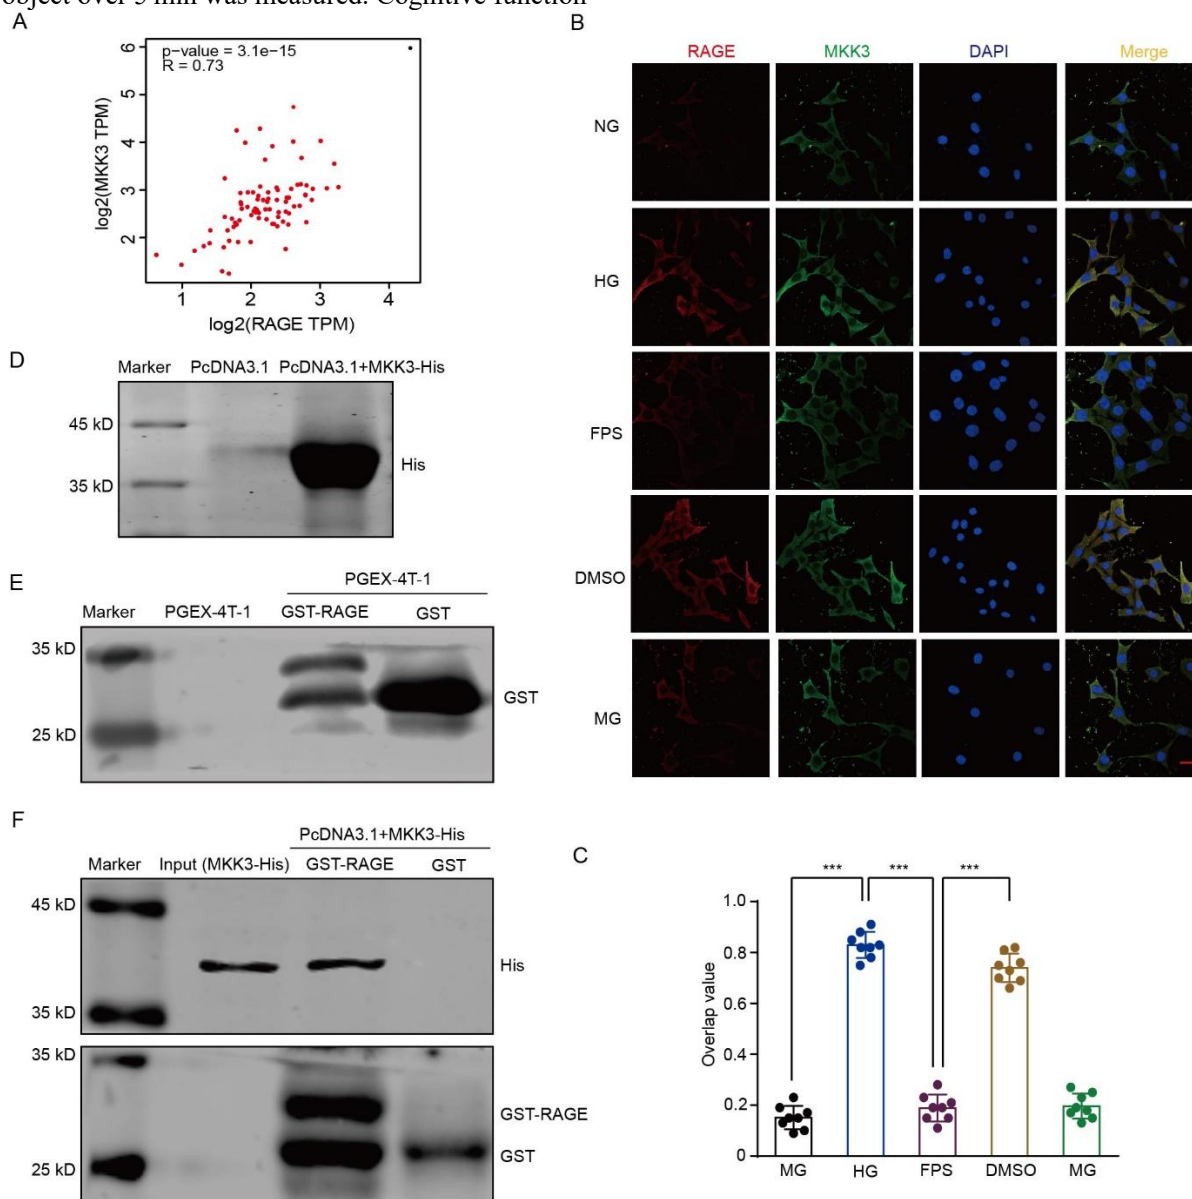 object over 5 min was measured. Cognitive function
A
p-value = 3.1e−15
R = 0.73
log2(MKK3 TPM)
6
5
4
3
2
1 2 3 4
log2(RAGE TPM)
B
RAGE MKK3 DAPI Merge
NG
HG
FPS
DMSO
MG
D
Marker PcDNA3.1 PcDNA3.1+MKK3-His
45 kD
35 kD
His
E
PGEX-4T-1
Marker PGEX-4T-1 GST-RAGE GST
35 kD
25 kD
GST
F
PcDNA3.1+MKK3-His
Marker Input (MKK3-His) GST-RAGE GST
45 kD
His
35 kD
35 kD
GST-RAGE
GST
25 kD
C
*** *** ***
Overlap value
1.0
0.8
0.6
0.4
0.2
0
MG HG FPS DMSO MG